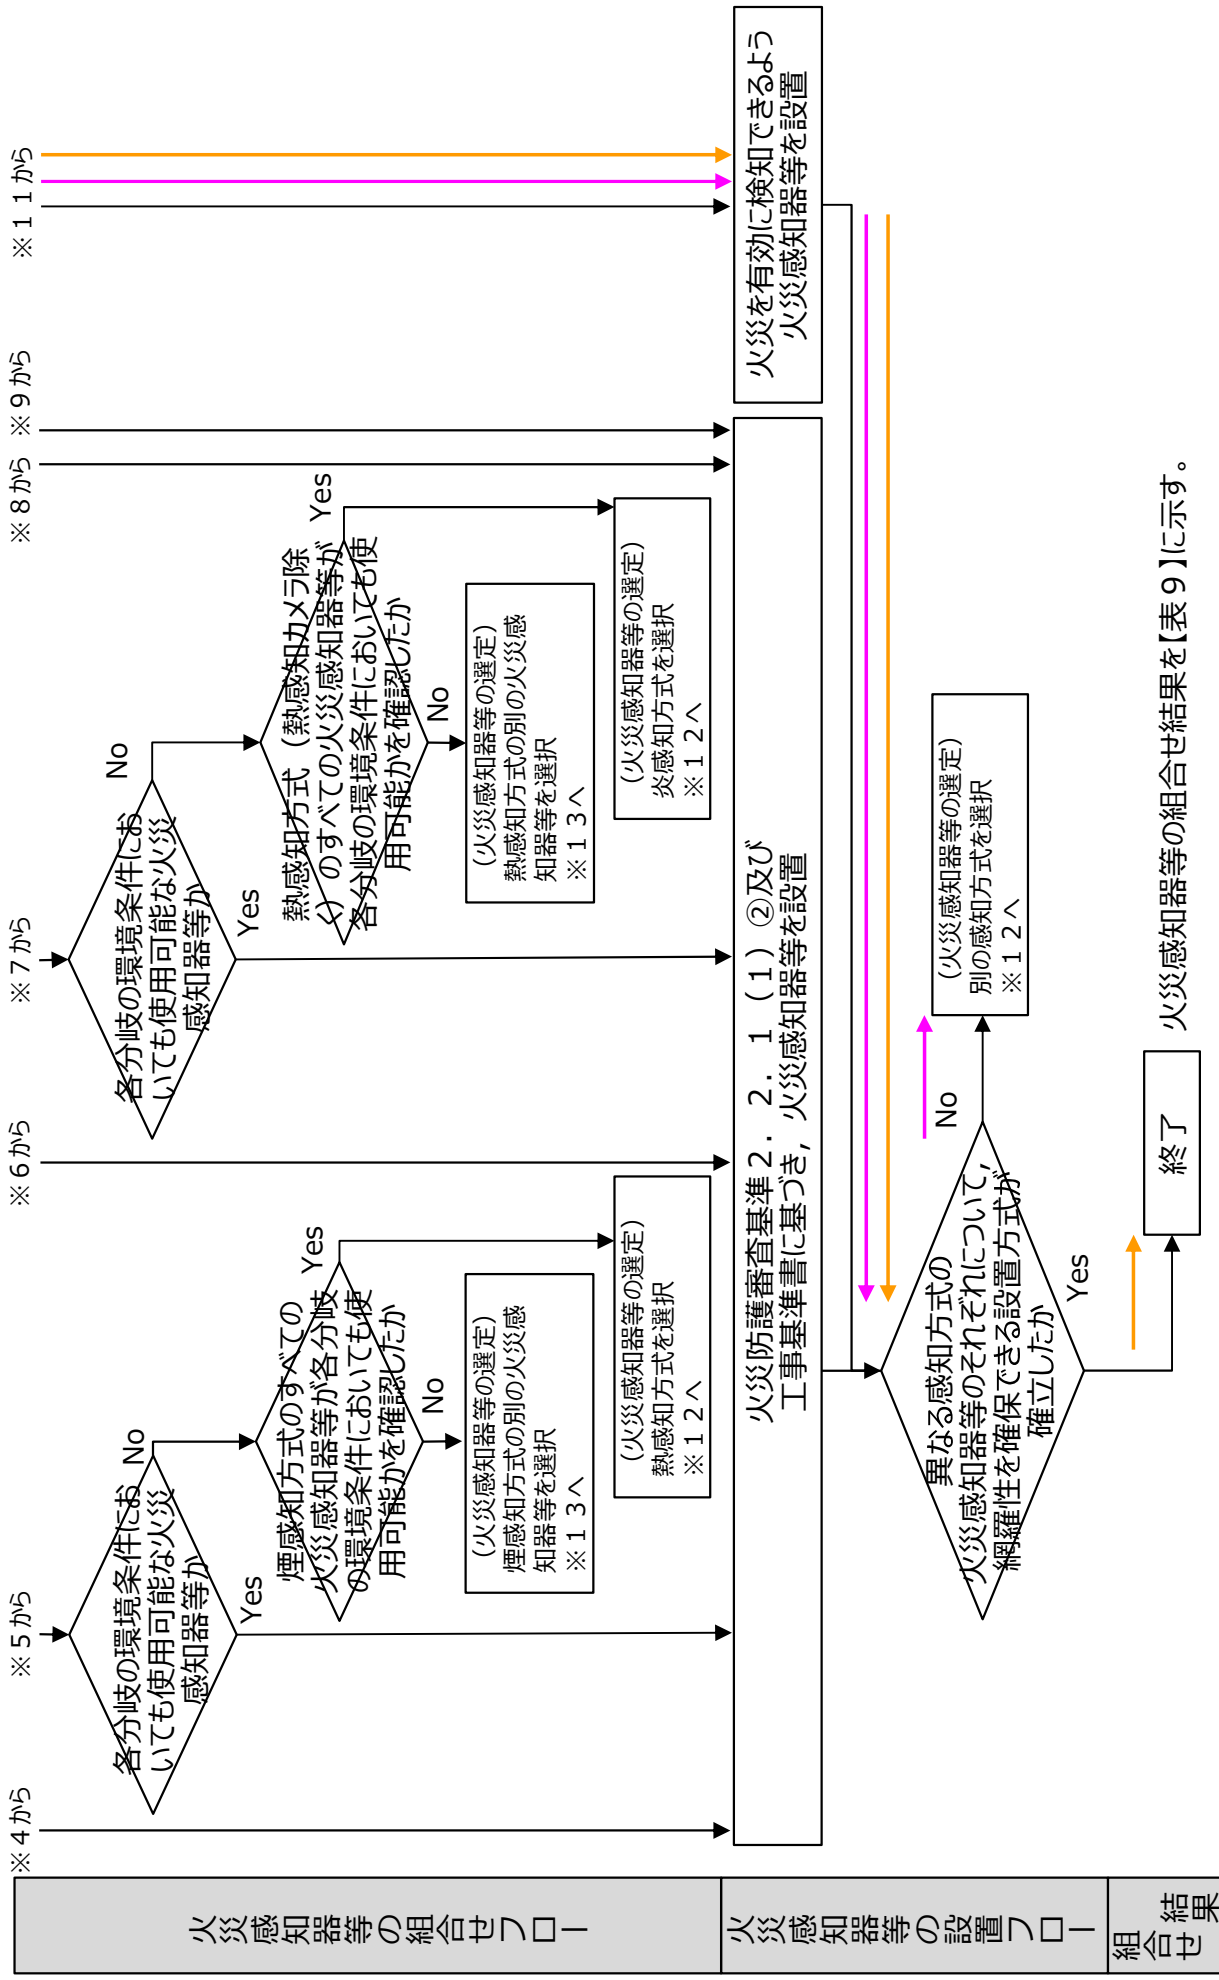 火災感知器等の組合せフロー
火災感知器等の設置フロー
組合せ
結果
※4から
※5から
※6から
※7から
※8から
※9から
※11から
各分岐の環境条件にお
いても使用可能な火災
感知器等か
No
Yes
煙感知方式のすべての
火災感知器等が各分岐
の環境条件においても使
用可能かを確認したか
Yes
No
(火災感知器等の選定)
煙感知方式の別の火災感
知器等を選択
※13へ
(火災感知器等の選定)
熱感知方式を選択
※12へ
各分岐の環境条件にお
いても使用可能な火災
感知器等か
No
Yes
熱感知方式(熱感知カメラ除
く)のすべての火災感知器等が
各分岐の環境条件においても使
用可能かを確認したか
Yes
No
(火災感知器等の選定)
熱感知方式の別の火災感
知器等を選択
※13へ
(火災感知器等の選定)
炎感知方式を選択
※12へ
火災防護審査基準2.2.1(1)②及び
工事基準書に基づき,火災感知器等を設置
火災を有効に検知できるよう
火災感知器等を設置
異なる感知方式の
火災感知器等のそれぞれについて,
網羅性を確保できる設置方式が
確立したか
No
Yes
(火災感知器等の選定)
別の感知方式を選択
※12へ
終了
火災感知器等の組合せ結果を【表9】に示す。